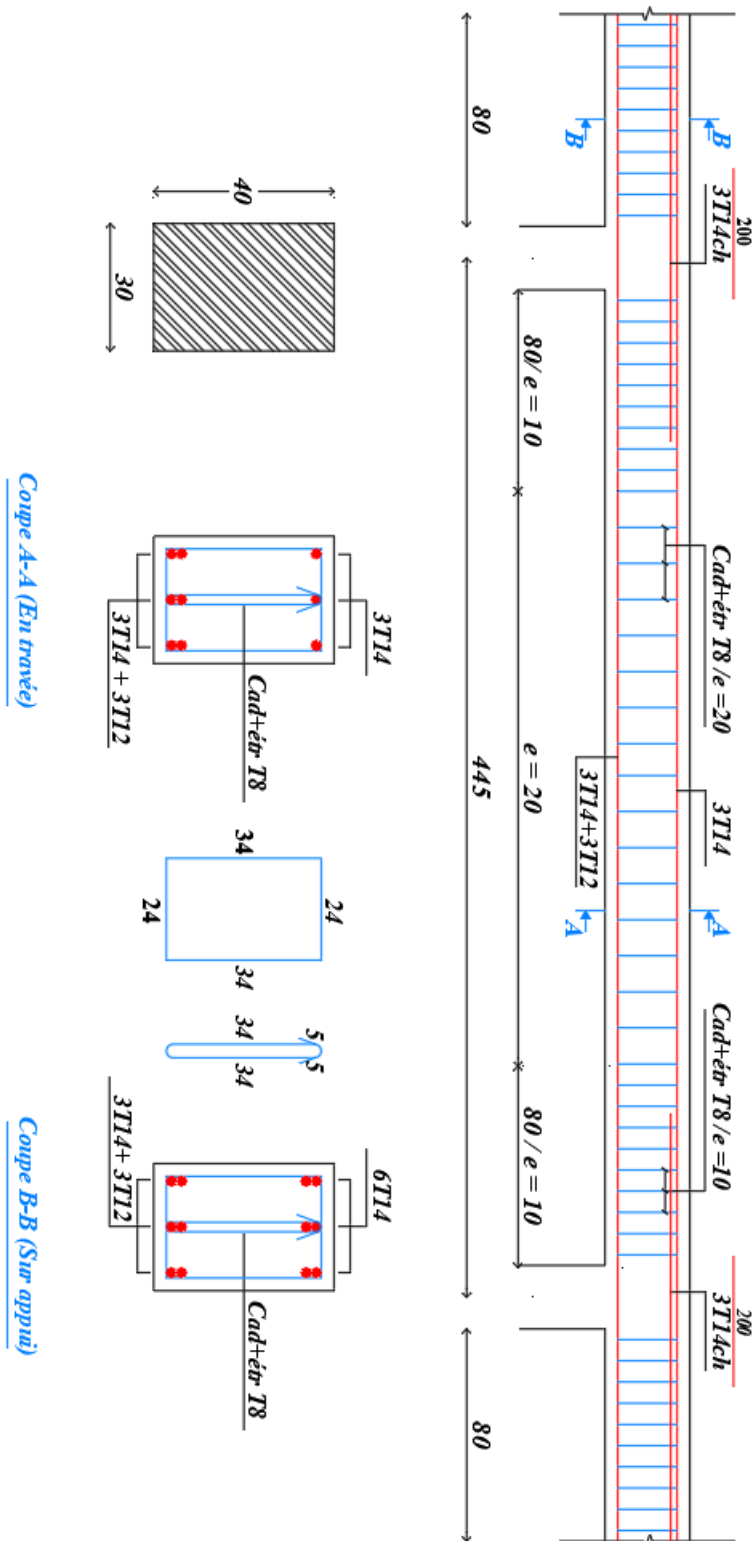 200
3T14ch
Cad+étr T8 /e =20
3T14
Cad+étr T8 /e =10
200
3T14ch
B
A
B
A
3T14+3T12
80/ e = 10
e = 20
80 / e = 10
80
445
80
40
30
3T14
Cad+étr T8
3T14 + 3T12
24
34
34
24
5
5
34
34
6T14
Cad+étr T8
3T14+ 3T12
Coupe A-A (En travée)
Coupe B-B (Sur appui)